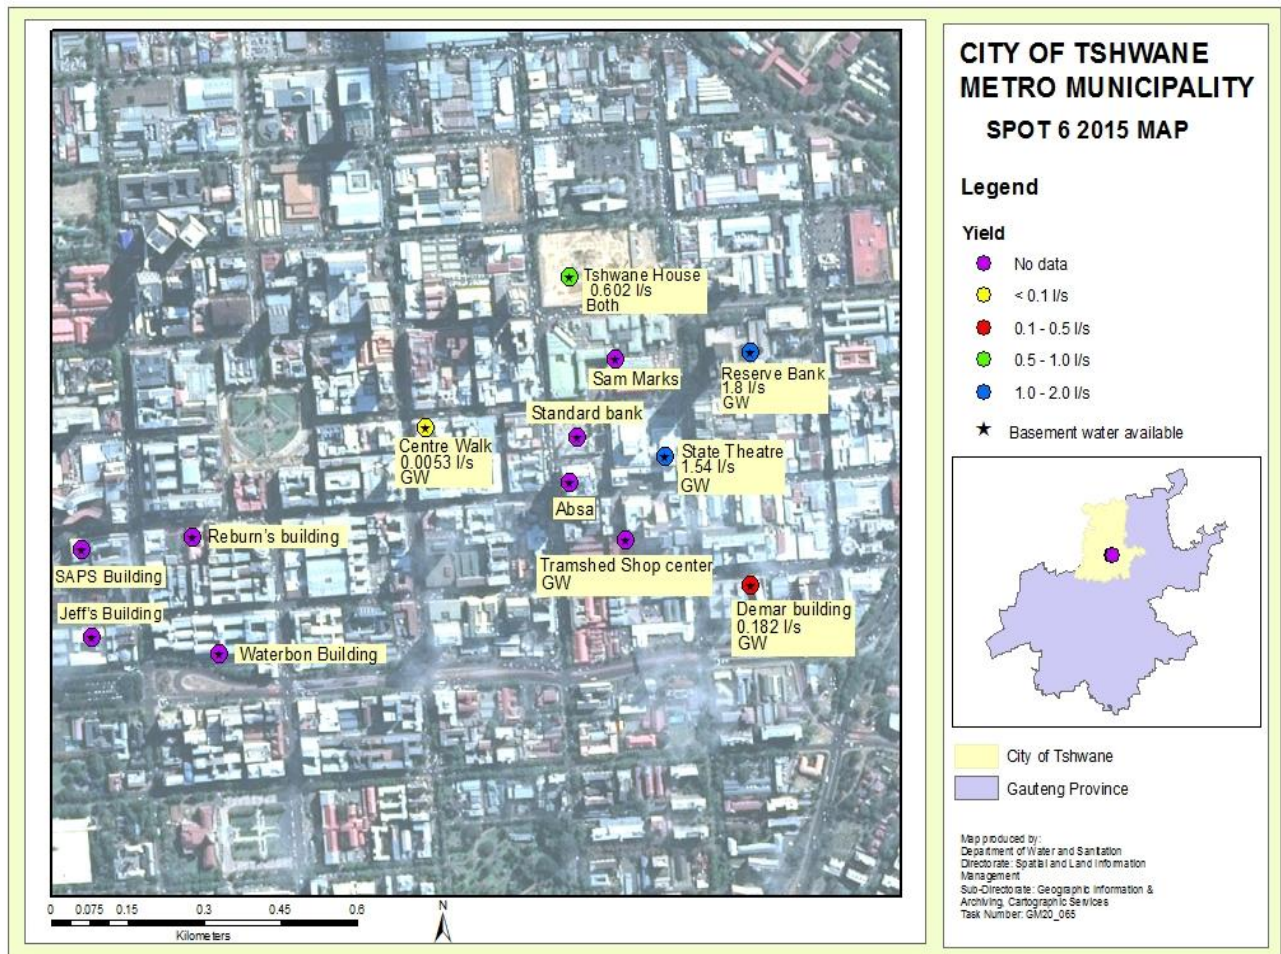 CITY OF TSHWANE
METRO MUNICIPALITY
SPOT 6 2015 MAP
Legend
Yield
No data
< 0.1 l/s
0.1 - 0.5 l/s
0.5 - 1.0 l/s
1.0 - 2.0 l/s
Basement water available
Tshwane House
0.602 l/s
Both
Sam Marks
Reserve Bank
1.8 l/s
GW
Standard bank
Centre Walk
0.0053 l/s
GW
State Theatre
1.54 l/s
GW
Absa
Reburn's building
SAPS Building
Tramshed Shop center
GW
Jeff's Building
Demar building
0.182 l/s
GW
Waterbon Building
City of Tshwane
Gauteng Province
Map produced by:
Department of Water and Sanitation
Directorate: Spatial and Land Information
Management
Sub-Directorate: Geographic Information &
Archiving, Cartographic Services
Task Number: GM20_065
0 0.075 0.15 0.3 0.45 0.6
Kilometers
N